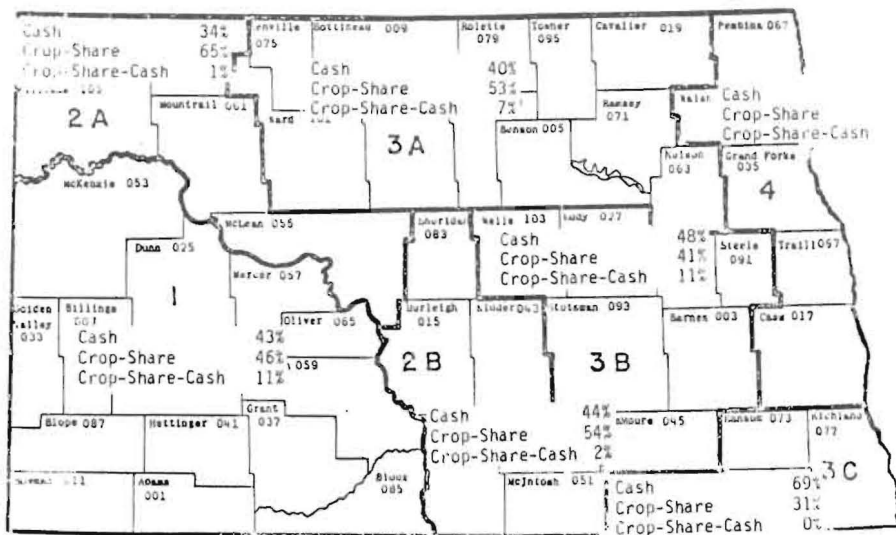 Cash 34%
Crop-Share 65%
Crop-Share-Cash 1%
075
Bottineau 009
Rolette 079
Towner 095
Cavalier 019
Pembina 067
Cash 40%
Crop-Share 53%
Crop-Share-Cash 7%
2 A
Mountrail 061
3 A
Benson 005
Ramsey 071
Cash
Crop-Share
Crop-Share-Cash
Nelson 063
Grand Forks 035
4
McKenzie 053
McLean 055
Sheridan 083
Wells 103
Eddy 027
Cash 48%
Crop-Share 41%
Crop-Share-Cash 11%
Steele 091
Traill 097
Dunn 025
Mercer 057
1
Golden Valley 033
Billings 007
Oliver 065
Burleigh 015
Kidder 043
Stutsman 093
Barnes 003
Cass 017
Cash 43%
Crop-Share 46%
Crop-Share-Cash 11%
059
2 B
3 B
Slope 087
Hettinger 041
Grant 037
Cash 44%
Crop-Share 54%
Crop-Share-Cash 2%
045
Ransom 073
Richland 077
3 C
011
Adams 001
Sioux 085
McIntosh 051
Cash 69%
Crop-Share 31%
Crop-Share-Cash 0%